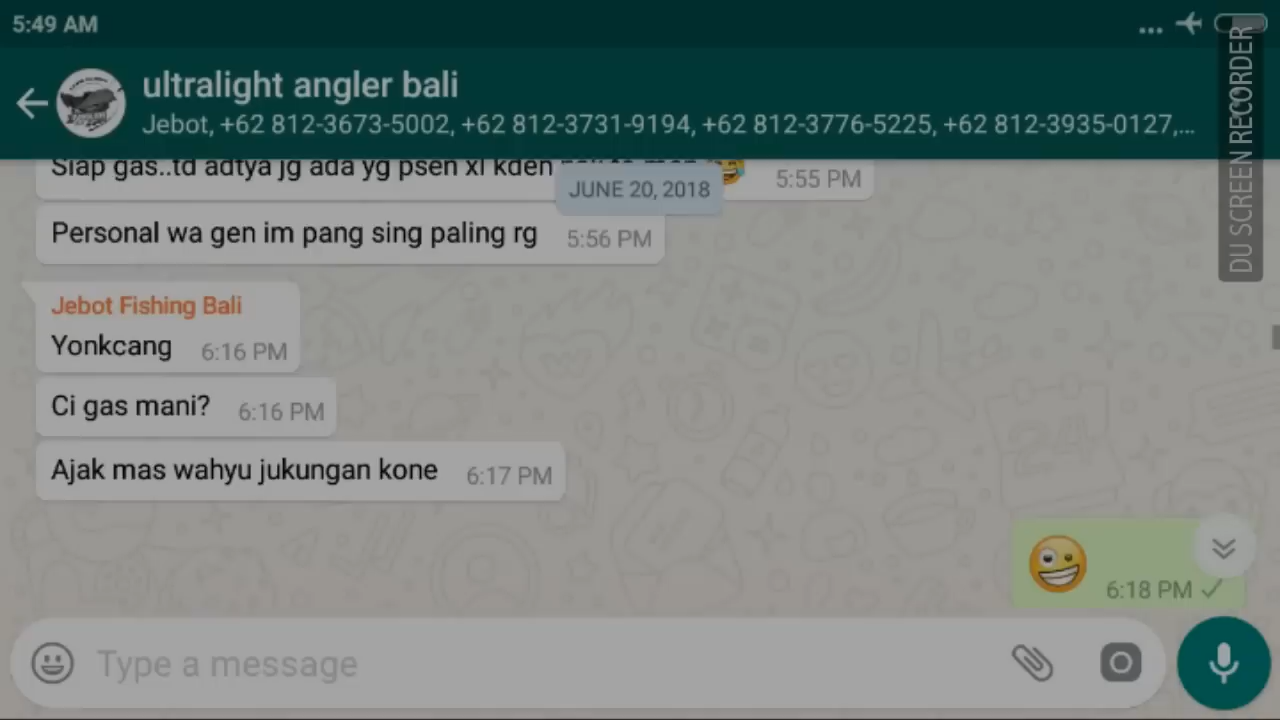 5:49 AM
ultralight angler bali
Jebot, +62 812-3673-5002, +62 812-3731-9194, +62 812-3776-5225, +62 812-3935-0127,...
Siap gas..td adtya jg ada yg psen xl kden
5:55 PM
JUNE 20, 2018
Personal wa gen im pang sing paling rg 5:56 PM
Jebot Fishing Bali
Yonkcang 6:16 PM
Ci gas mani? 6:16 PM
Ajak mas wahyu jukungan kone 6:17 PM
6:18 PM
Type a message
DU SCREEN RECORDER